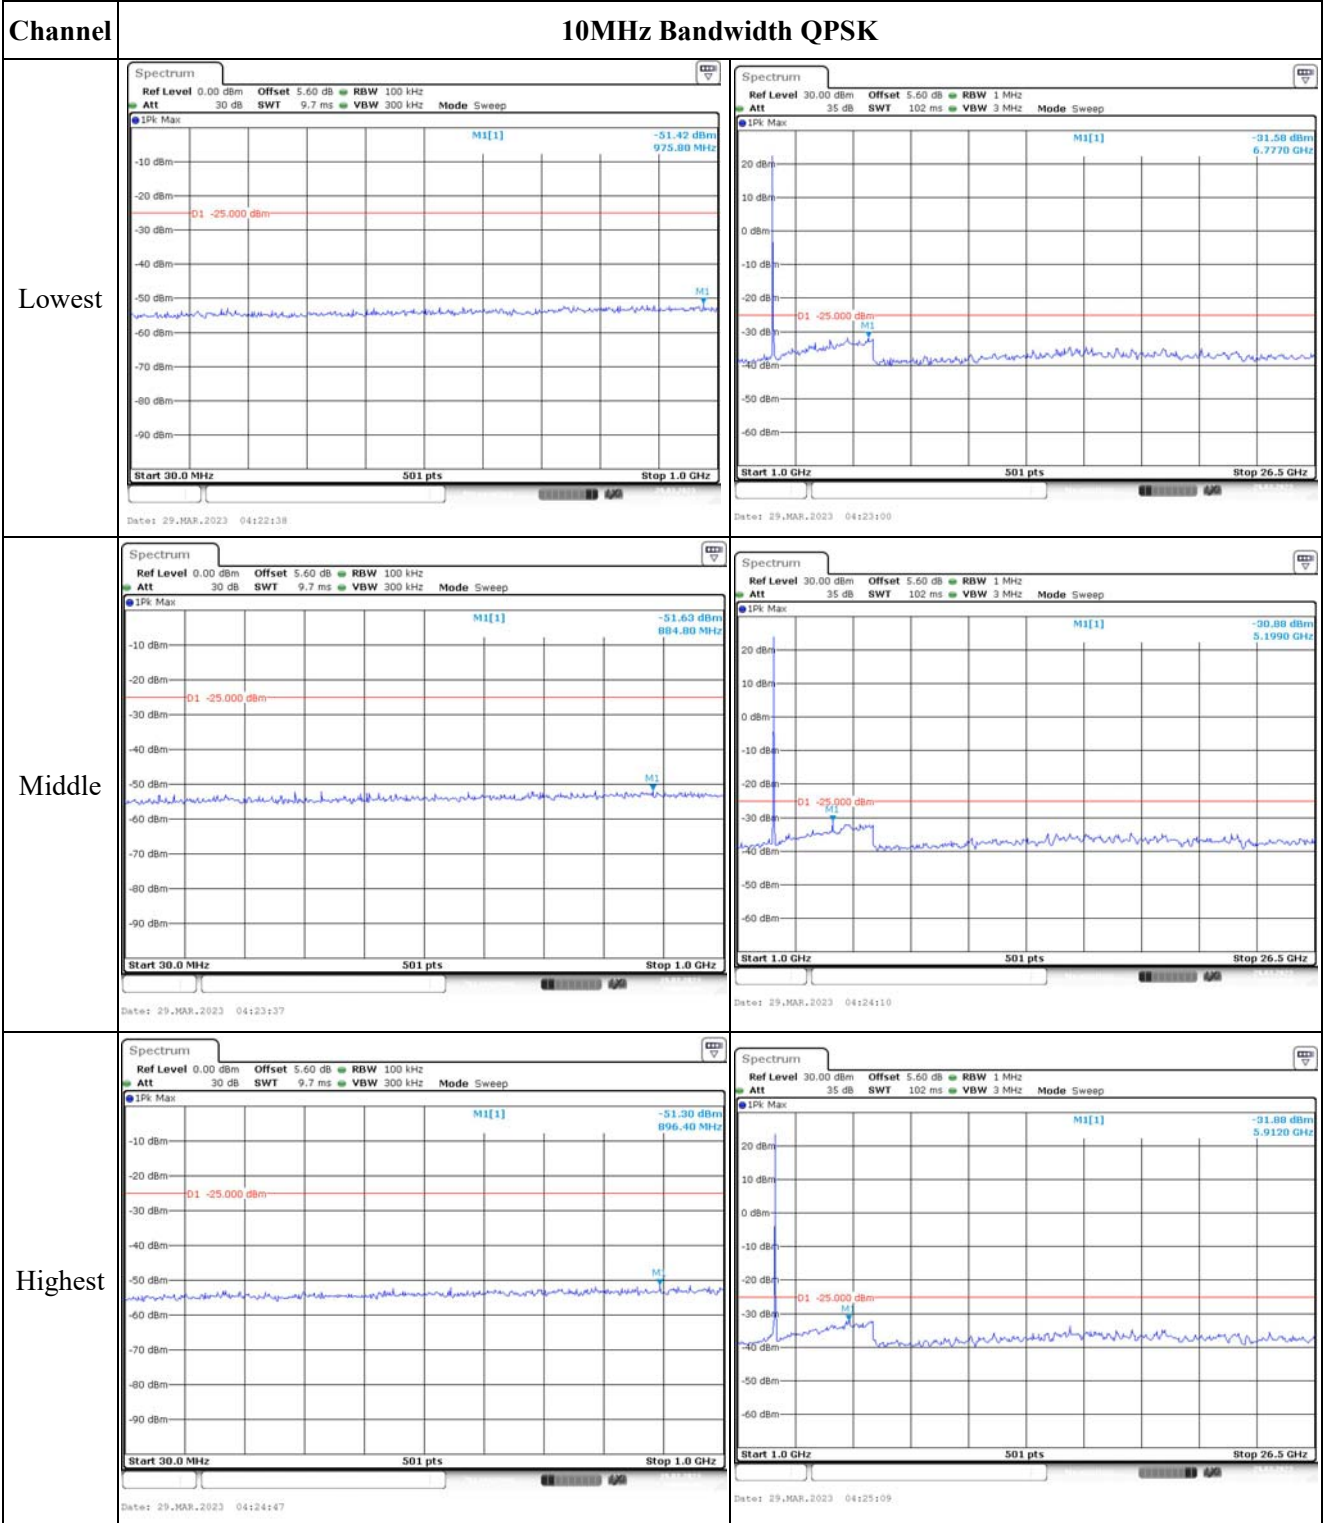 Channel 10MHz Bandwidth QPSK
Lowest
Spectrum
Ref Level 0.00 dBm Offset 5.60 dB RBW 100 kHz
Att 30 dB SWT 9.7 ms VBW 300 kHz Mode Sweep
1Pk Max
M1[1] -51.42 dBm
975.80 MHz
-10 dBm
-20 dBm
D1 -25.000 dBm
-30 dBm
-40 dBm
-50 dBm
M1
-60 dBm
-70 dBm
-80 dBm
-90 dBm
Start 30.0 MHz 501 pts Stop 1.0 GHz
Date: 29.MAR.2023 04:22:38
Spectrum
Ref Level 30.00 dBm Offset 5.60 dB RBW 1 MHz
Att 35 dB SWT 102 ms VBW 3 MHz Mode Sweep
1Pk Max
M1[1] -31.58 dBm
6.7770 GHz
20 dBm
10 dBm
0 dBm
-10 dBm
-20 dBm
D1 -25.000 dBm
M1
-30 dBm
-40 dBm
-50 dBm
-60 dBm
Start 1.0 GHz 501 pts Stop 26.5 GHz
Date: 29.MAR.2023 04:23:00
Middle
Spectrum
Ref Level 0.00 dBm Offset 5.60 dB RBW 100 kHz
Att 30 dB SWT 9.7 ms VBW 300 kHz Mode Sweep
1Pk Max
M1[1] -51.63 dBm
884.80 MHz
-10 dBm
-20 dBm
D1 -25.000 dBm
-30 dBm
-40 dBm
-50 dBm
M1
-60 dBm
-70 dBm
-80 dBm
-90 dBm
Start 30.0 MHz 501 pts Stop 1.0 GHz
Date: 29.MAR.2023 04:23:37
Spectrum
Ref Level 30.00 dBm Offset 5.60 dB RBW 1 MHz
Att 35 dB SWT 102 ms VBW 3 MHz Mode Sweep
1Pk Max
M1[1] -30.88 dBm
5.1990 GHz
20 dBm
10 dBm
0 dBm
-10 dBm
-20 dBm
D1 -25.000 dBm
M1
-30 dBm
-40 dBm
-50 dBm
-60 dBm
Start 1.0 GHz 501 pts Stop 26.5 GHz
Date: 29.MAR.2023 04:24:10
Highest
Spectrum
Ref Level 0.00 dBm Offset 5.60 dB RBW 100 kHz
Att 30 dB SWT 9.7 ms VBW 300 kHz Mode Sweep
1Pk Max
M1[1] -51.30 dBm
896.40 MHz
-10 dBm
-20 dBm
D1 -25.000 dBm
-30 dBm
-40 dBm
-50 dBm
M1
-60 dBm
-70 dBm
-80 dBm
-90 dBm
Start 30.0 MHz 501 pts Stop 1.0 GHz
Date: 29.MAR.2023 04:24:47
Spectrum
Ref Level 30.00 dBm Offset 5.60 dB RBW 1 MHz
Att 35 dB SWT 102 ms VBW 3 MHz Mode Sweep
1Pk Max
M1[1] -31.88 dBm
5.9120 GHz
20 dBm
10 dBm
0 dBm
-10 dBm
-20 dBm
D1 -25.000 dBm
M1
-30 dBm
-40 dBm
-50 dBm
-60 dBm
Start 1.0 GHz 501 pts Stop 26.5 GHz
Date: 29.MAR.2023 04:25:09